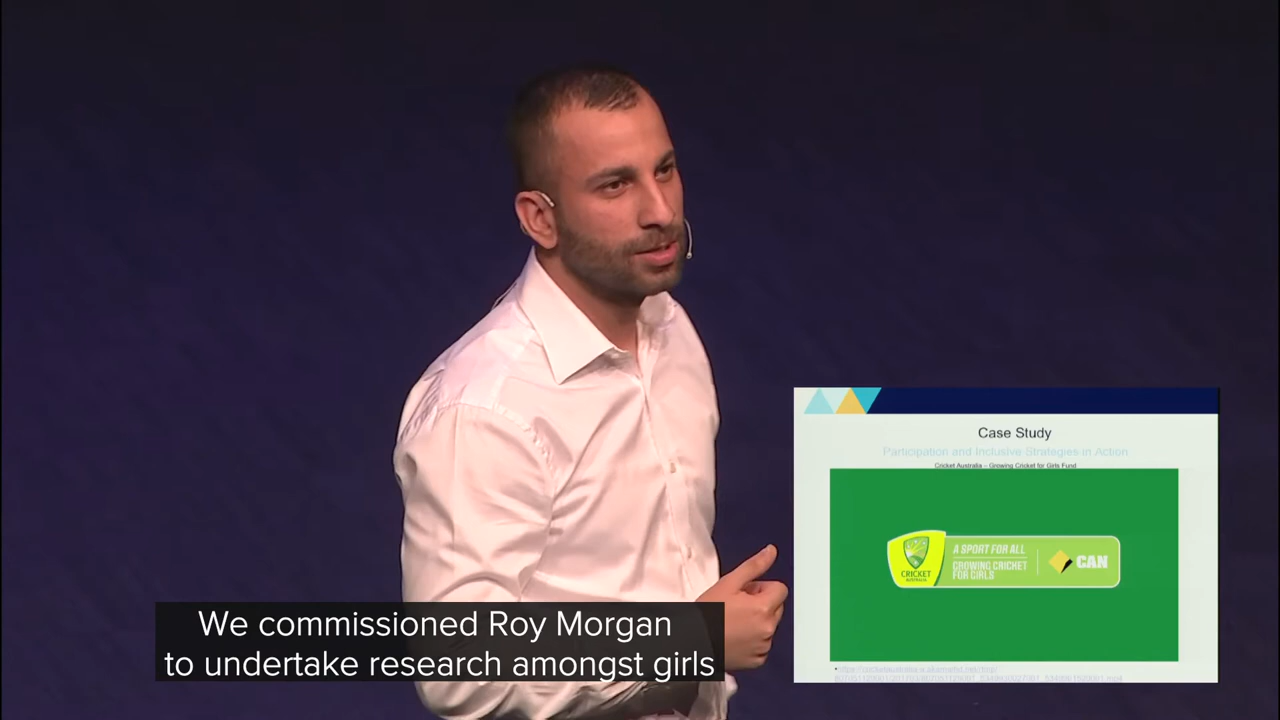 Case Study
Participation and Inclusive Strategies in Action
Cricket Australia – Growing Cricket for Girls Fund
CRICKET
AUSTRALIA
A SPORT FOR ALL
GROWING CRICKET
FOR GIRLS
CAN
We commissioned Roy Morgan
to undertake research amongst girls